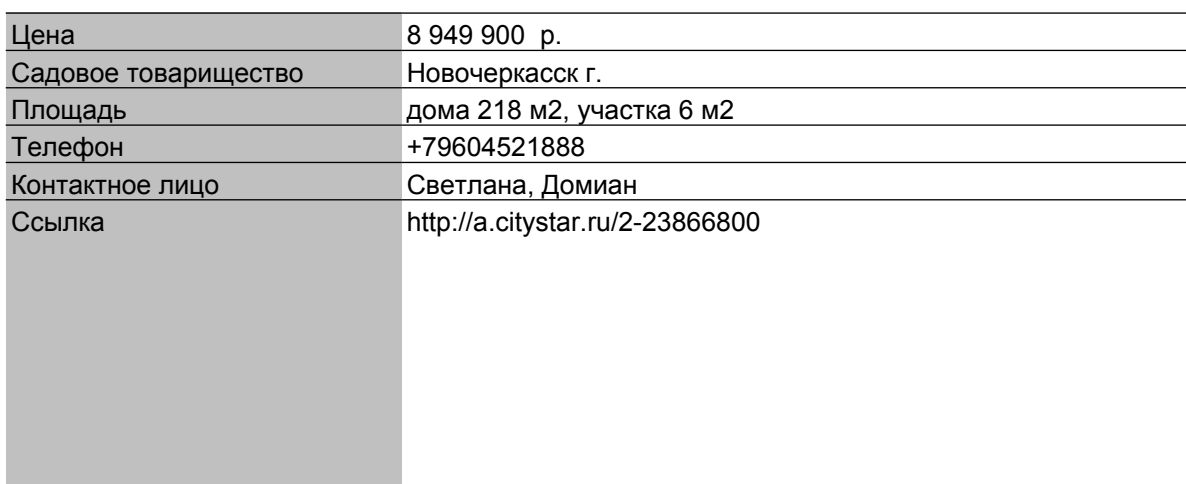 Цена 8 949 900 р.
Садовое товарищество Новочеркасск г.
Площадь дома 218 м2, участка 6 м2
Телефон +79604521888
Контактное лицо Светлана, Домиан
Ссылка http://a.citystar.ru/2-23866800